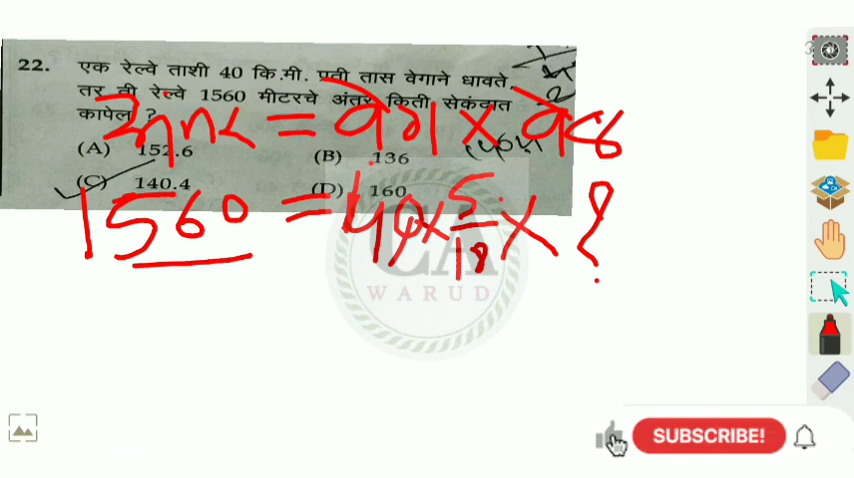 22. एक रेल्वे ताशी 40 कि.मी. प्रती तास वेगाने धावते,
तर ती रेल्वे 1560 मीटरचे अंतर किती सेकंदात
कापेल ?
अंतर = वेग × वेळ
(A) 152.6 (B) 136
(C) 140.4 (D) 160
1560 = 40 × 5/18 × ?
CA
WARUD
SUBSCRIBE!